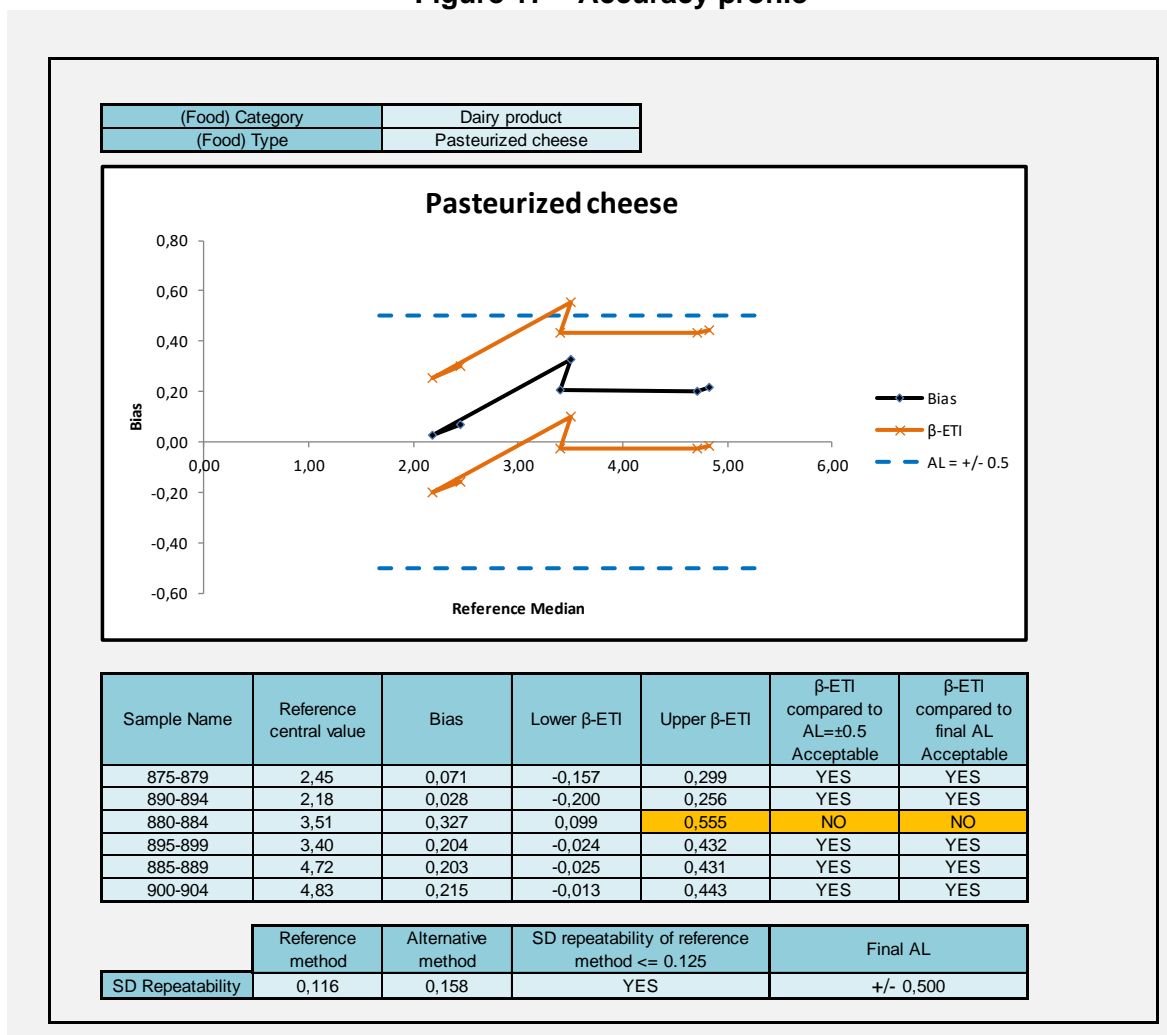 Figure 1: Accuracy profile
(Food) Category Dairy product
(Food) Type Pasteurized cheese
Pasteurized cheese
0,80
0,60
0,40
0,20
0,00
-0,20
-0,40
-0,60
0,00 1,00 2,00 3,00 4,00 5,00 6,00
Bias
Reference Median
Bias
β-ETI
AL = +/- 0.5
Sample Name Reference central value Bias Lower β-ETI Upper β-ETI β-ETI compared to AL=±0.5 Acceptable β-ETI compared to final AL Acceptable
875-879 2,45 0,071 -0,157 0,299 YES YES
890-894 2,18 0,028 -0,200 0,256 YES YES
880-884 3,51 0,327 0,099 0,555 NO NO
895-899 3,40 0,204 -0,024 0,432 YES YES
885-889 4,72 0,203 -0,025 0,431 YES YES
900-904 4,83 0,215 -0,013 0,443 YES YES
Reference method Alternative method SD repeatability of reference method <= 0.125 Final AL
SD Repeatability 0,116 0,158 YES +/- 0,500